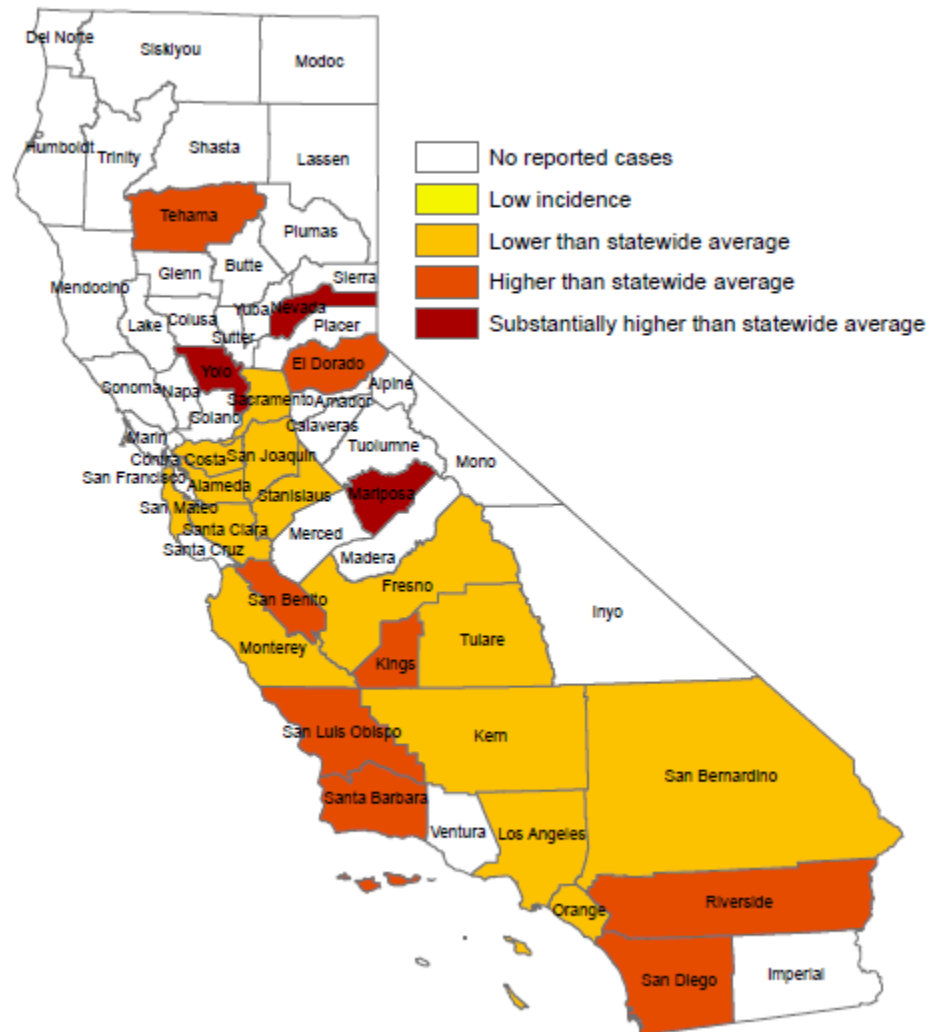 Del Norte
Siskiyou
Modoc
Humboldt
Trinity
Shasta
Lassen
No reported cases
Low incidence
Lower than statewide average
Higher than statewide average
Substantially higher than statewide average
Tehama
Plumas
Butte
Glenn
Sierra
Mendocino
Yuba
Nevada
Colusa
Lake
Placer
Sutter
Yolo
El Dorado
Alpine
Sonoma
Napa
Sacramento
Amador
Solano
Calaveras
Marin
Tuolumne
Contra Costa
San Joaquin
Mono
San Francisco
Alameda
Stanislaus
Mariposa
San Mateo
Santa Clara
Merced
Santa Cruz
Madera
Fresno
San Benito
Inyo
Monterey
Tulare
Kings
San Luis Obispo
Kern
San Bernardino
Santa Barbara
Ventura
Los Angeles
Orange
Riverside
San Diego
Imperial